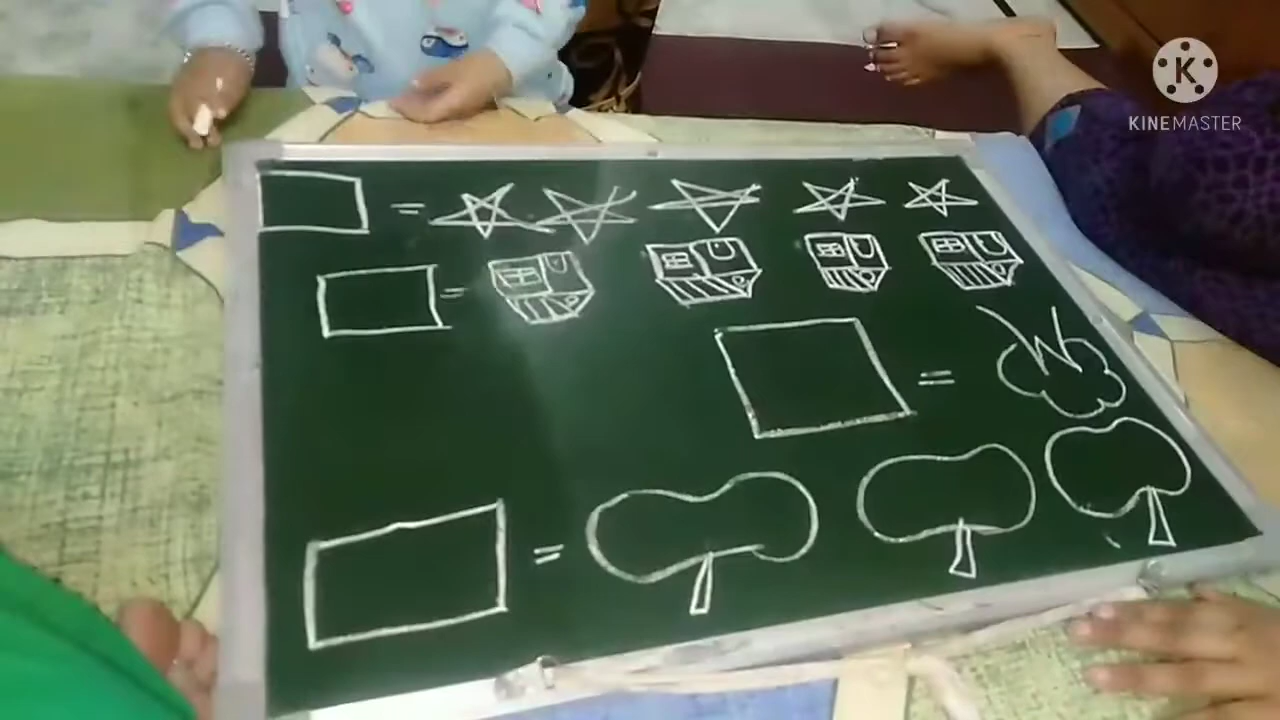 =
=
=
=
K
KINEMASTER